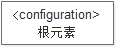 <configuration>
根元素